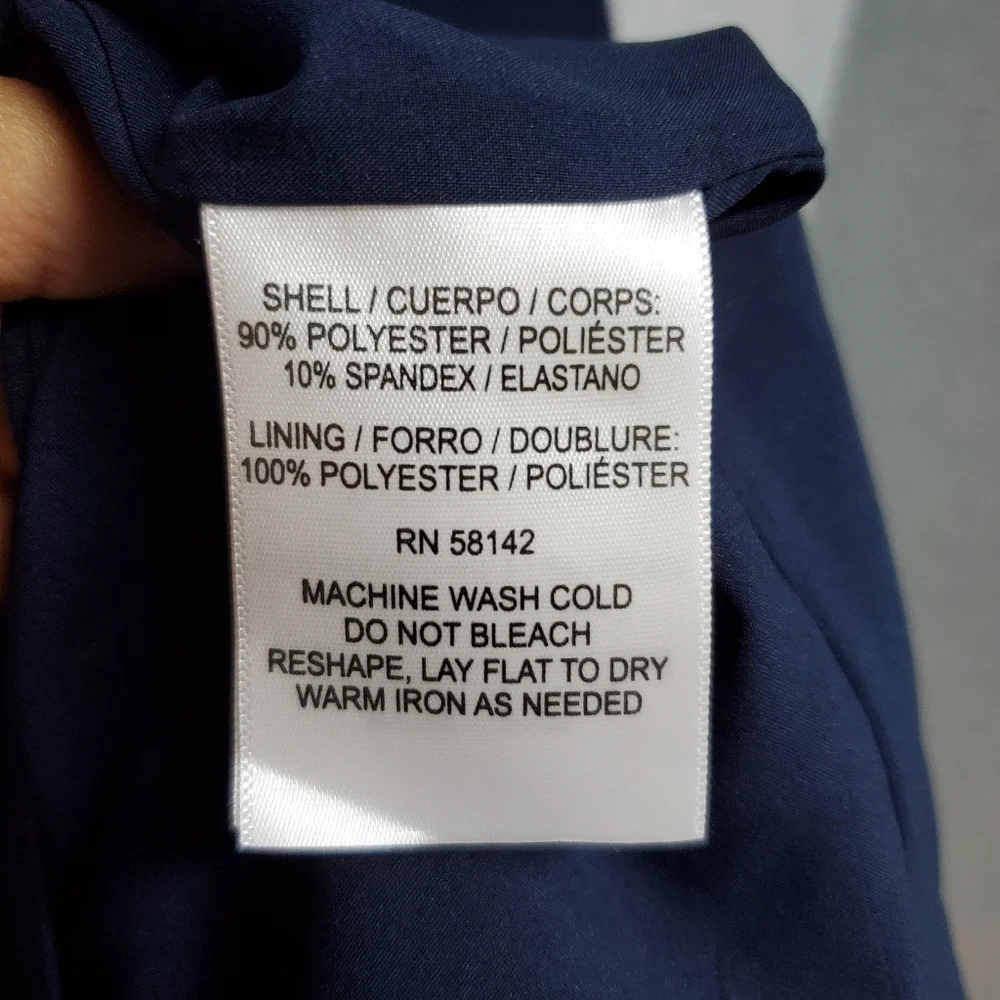 SHELL / CUERPO / CORPS:
90% POLYESTER / POLIÉSTER
10% SPANDEX / ELASTANO
LINING / FORRO / DOUBLURE:
100% POLYESTER / POLIÉSTER
RN 58142
MACHINE WASH COLD
DO NOT BLEACH
RESHAPE, LAY FLAT TO DRY
WARM IRON AS NEEDED